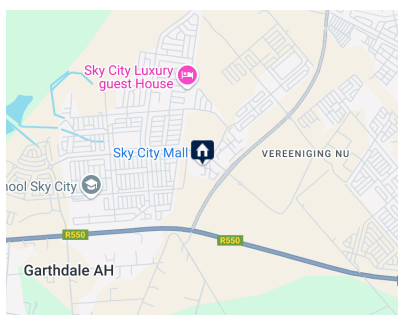 Sky City Luxury
guest House
Sky City Mall
VEREENIGING NU
hool Sky City
R550
R550
Garthdale AH